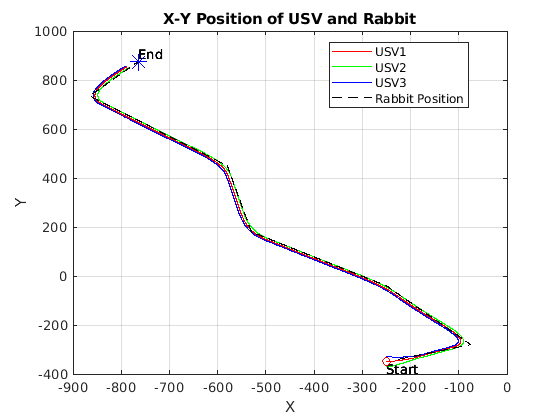 X-Y Position of USV and Rabbit
1000
End
USV1
USV2
USV3
Rabbit Position
800
600
400
200
0
-200
-400
Start
Y
-900
-800
-700
-600
-500
-400
-300
-200
-100
0
X